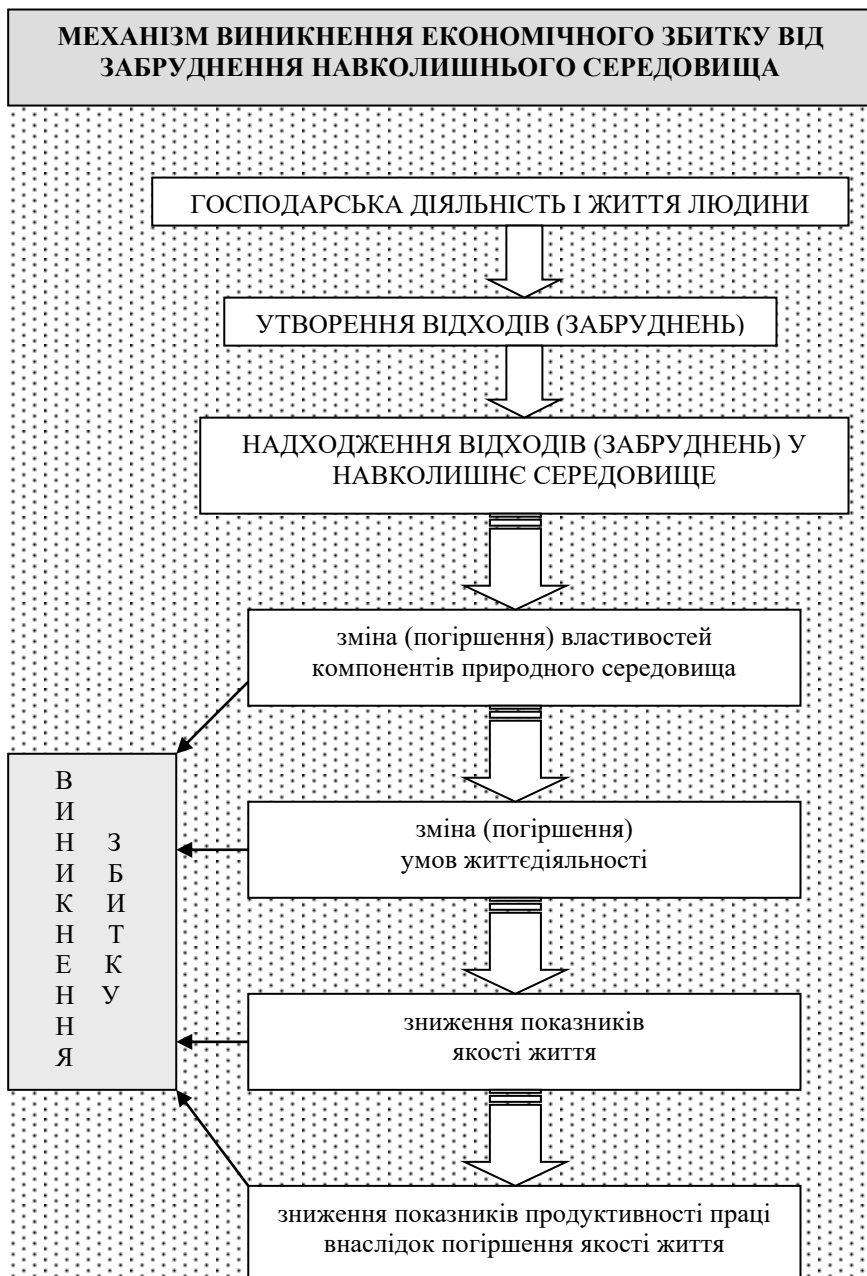 МЕХАНІЗМ ВИНИКНЕННЯ ЕКОНОМІЧНОГО ЗБИТКУ ВІД
ЗАБРУДНЕННЯ НАВКОЛИШНЬОГО СЕРЕДОВИЩА
ГОСПОДАРСЬКА ДІЯЛЬНІСТЬ І ЖИТТЯ ЛЮДИНИ
УТВОРЕННЯ ВІДХОДІВ (ЗАБРУДНЕНЬ)
НАДХОДЖЕННЯ ВІДХОДІВ (ЗАБРУДНЕНЬ) У
НАВКОЛИШНЄ СЕРЕДОВИЩЕ
зміна (погіршення) властивостей
компонентів природного середовища
ВИНИКНЕННЯ
ЗБИТКУ
зміна (погіршення)
умов життєдіяльності
зниження показників
якості життя
зниження показників продуктивності праці
внаслідок погіршення якості життя